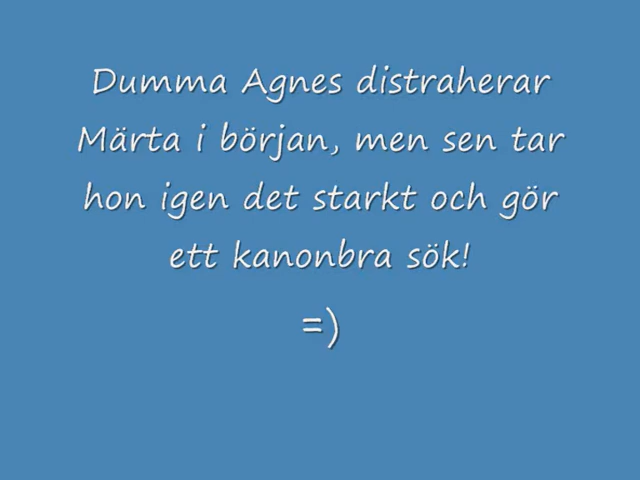 Dumma Agnes distraherar
Märta i början, men sen tar
hon igen det starkt och gör
ett kanonbra sök!
=)